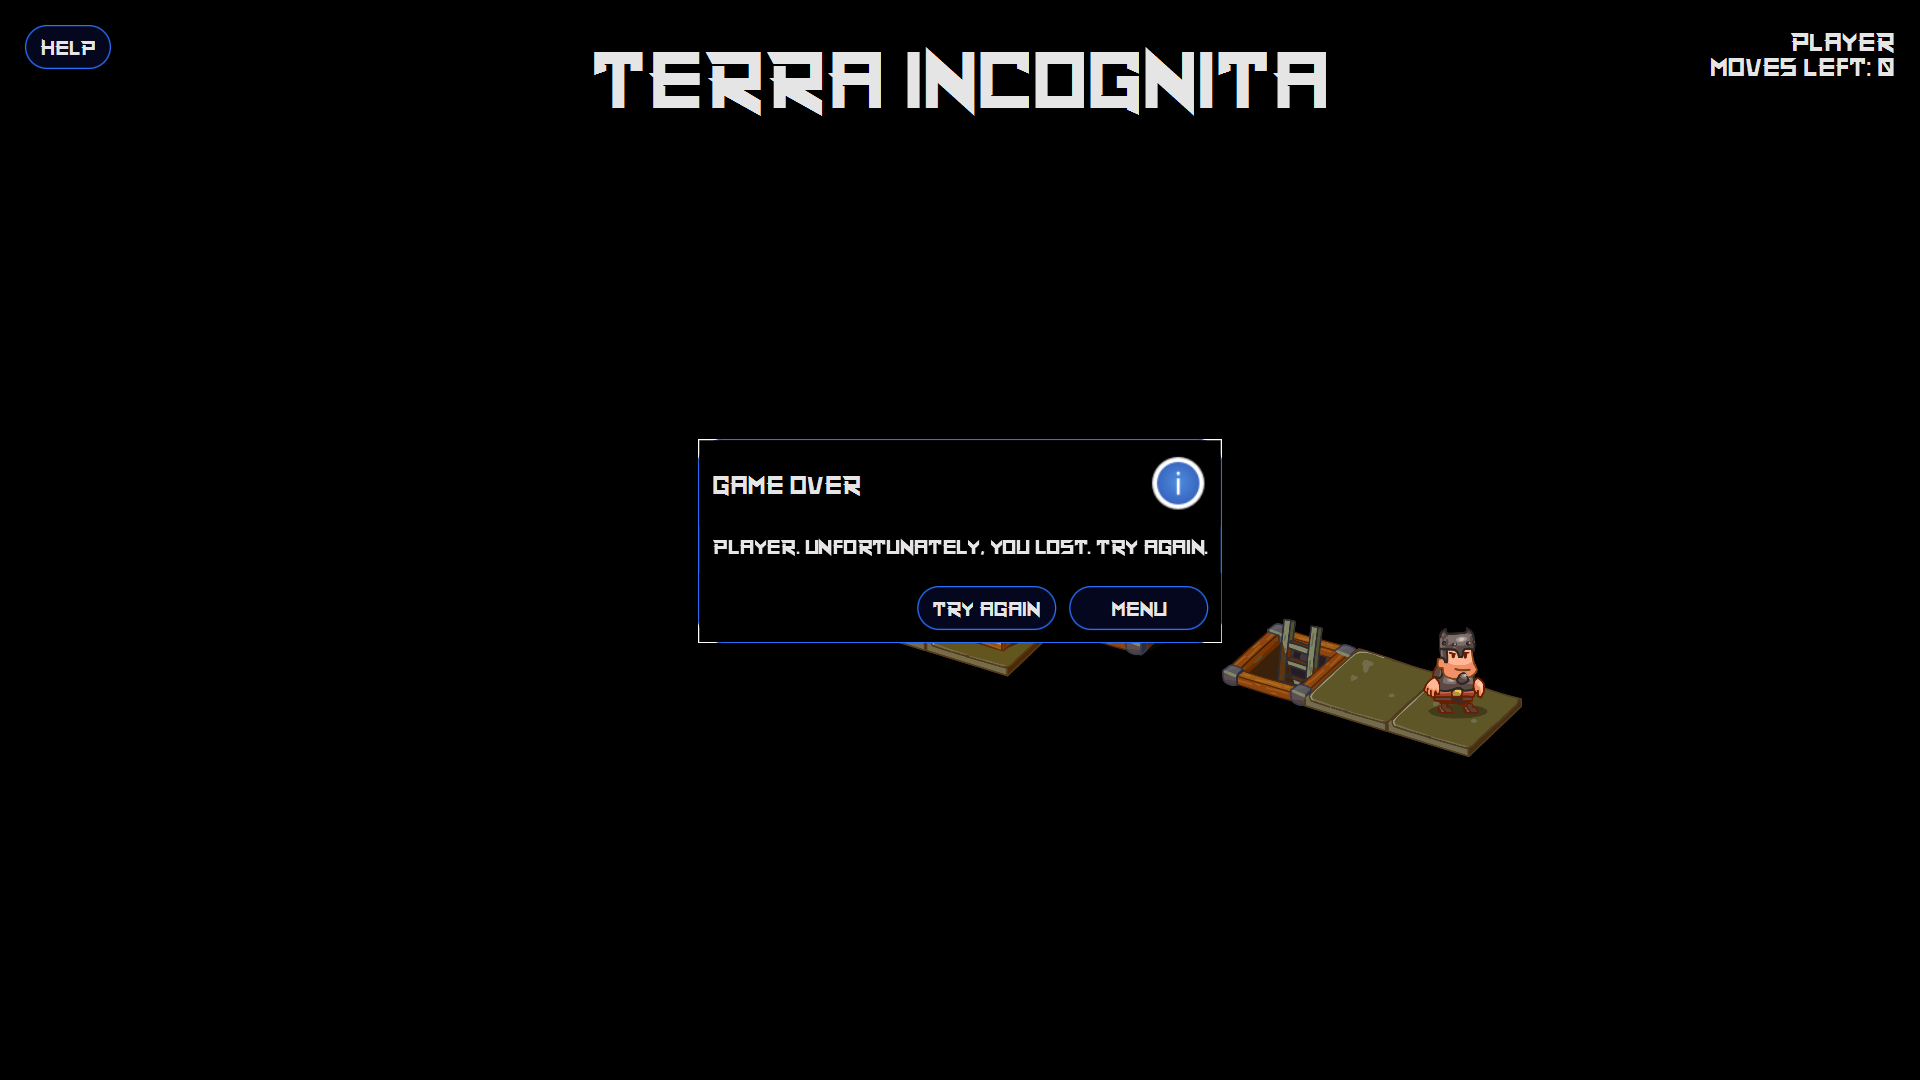 HELP
TERRA INCOGNITA
PLAYER
MOVES LEFT: 0
GAME OVER
i
PLAYER. UNFORTUNATELY, YOU LOST. TRY AGAIN.
TRY AGAIN
MENU